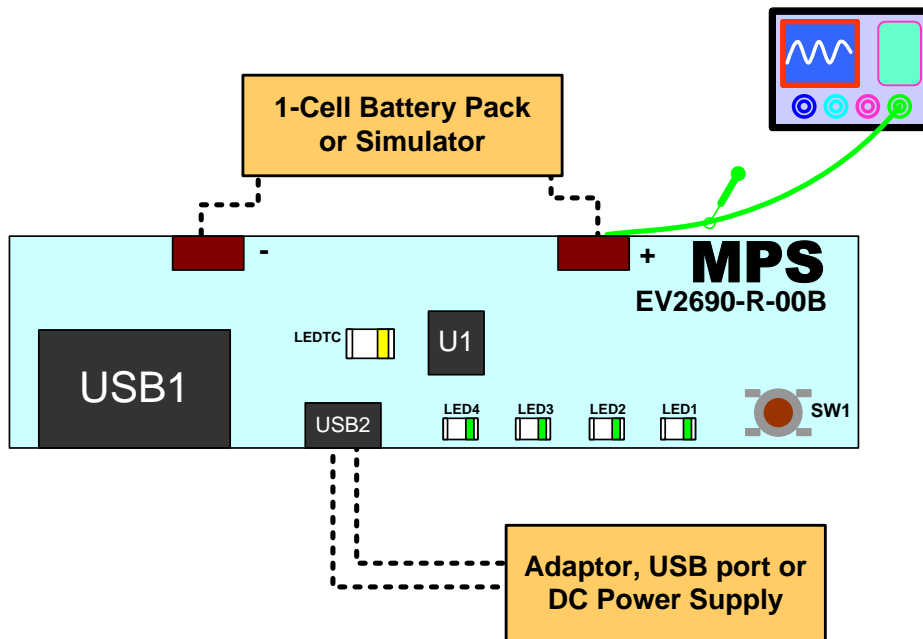 1-Cell Battery Pack
or Simulator
-
+
MPS
EV2690-R-00B
LEDTC
U1
USB1
USB2
LED4
LED3
LED2
LED1
SW1
Adaptor, USB port or
DC Power Supply